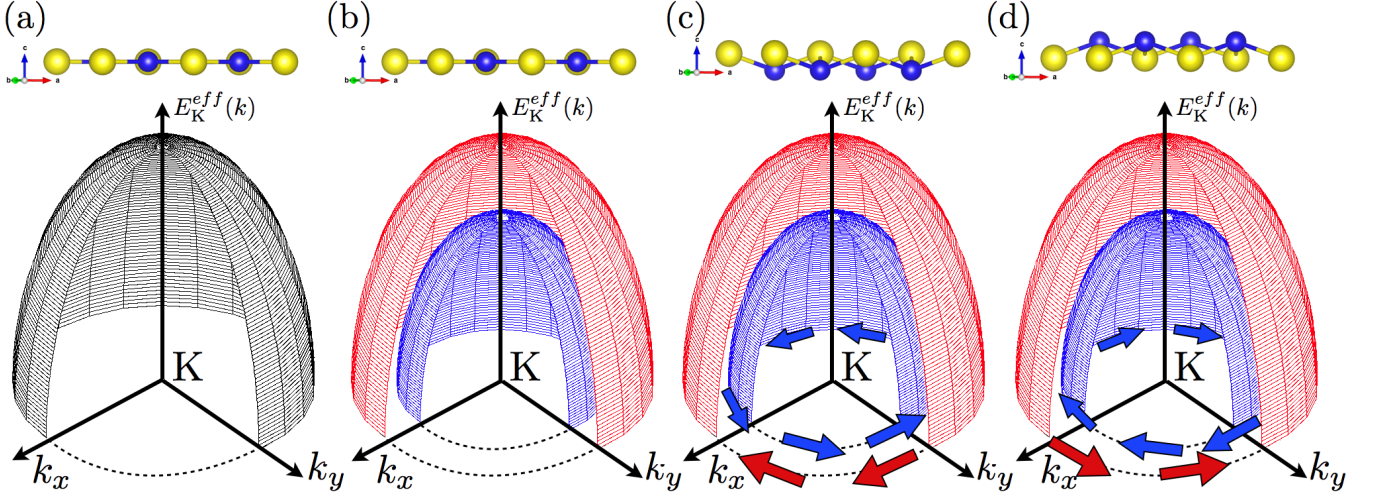 (a)
c
b
a
E_K^{eff}(k)
K
k_x
k_y
(b)
c
b
a
E_K^{eff}(k)
K
k_x
k_y
(c)
c
b
a
E_K^{eff}(k)
K
k_x
k_y
(d)
c
b
a
E_K^{eff}(k)
K
k_x
k_y